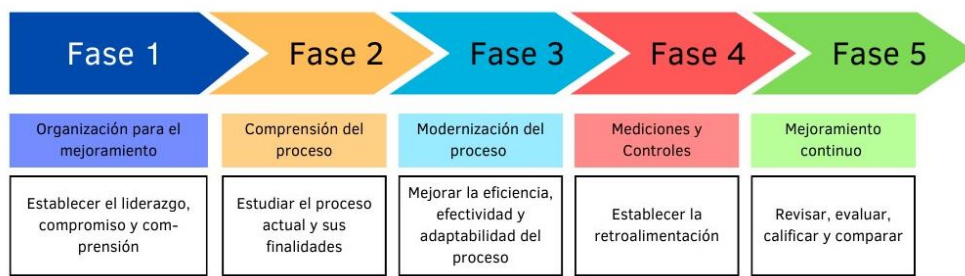 Fase 1
Fase 2
Fase 3
Fase 4
Fase 5
Organización para el
mejoramiento
Comprensión del
proceso
Modernización del
proceso
Mediciones y
Controles
Mejoramiento
continuo
Establecer el liderazgo,
compromiso y com-
prensión
Estudiar el proceso
actual y sus
finalidades
Mejorar la eficiencia,
efectividad y
adaptabilidad del
proceso
Establecer la
retroalimentación
Revisar, evaluar,
calificar y comparar